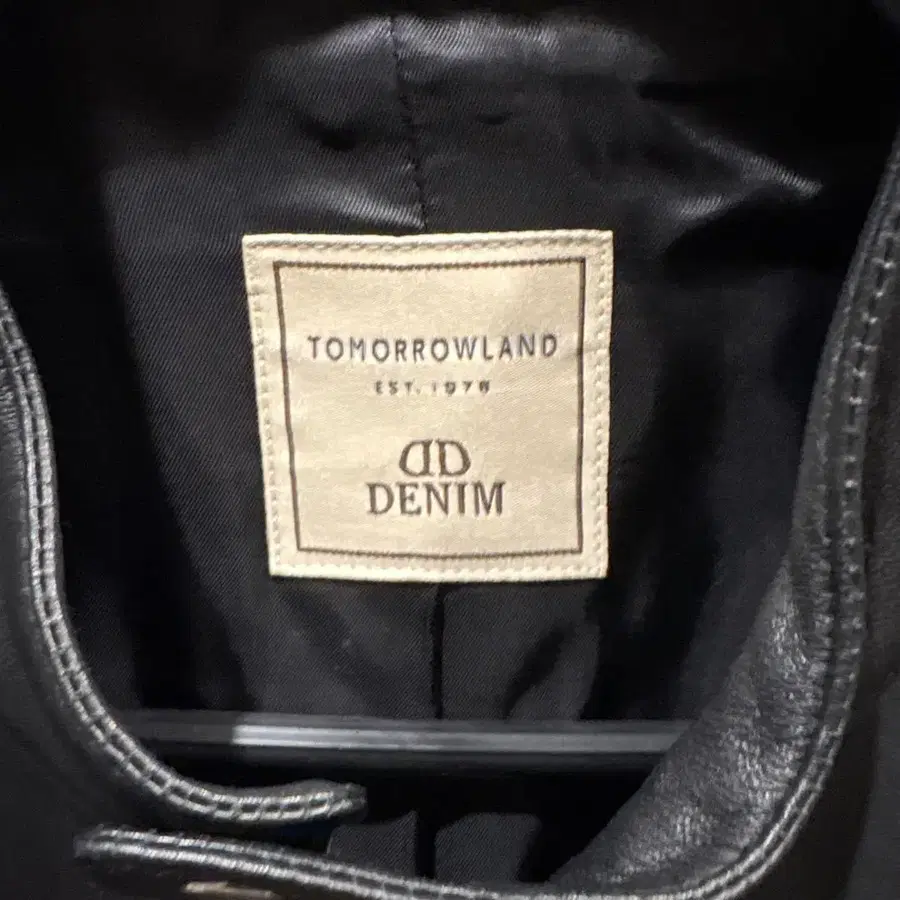 TOMORROWLAND
EST. 1978
DD
DENIM